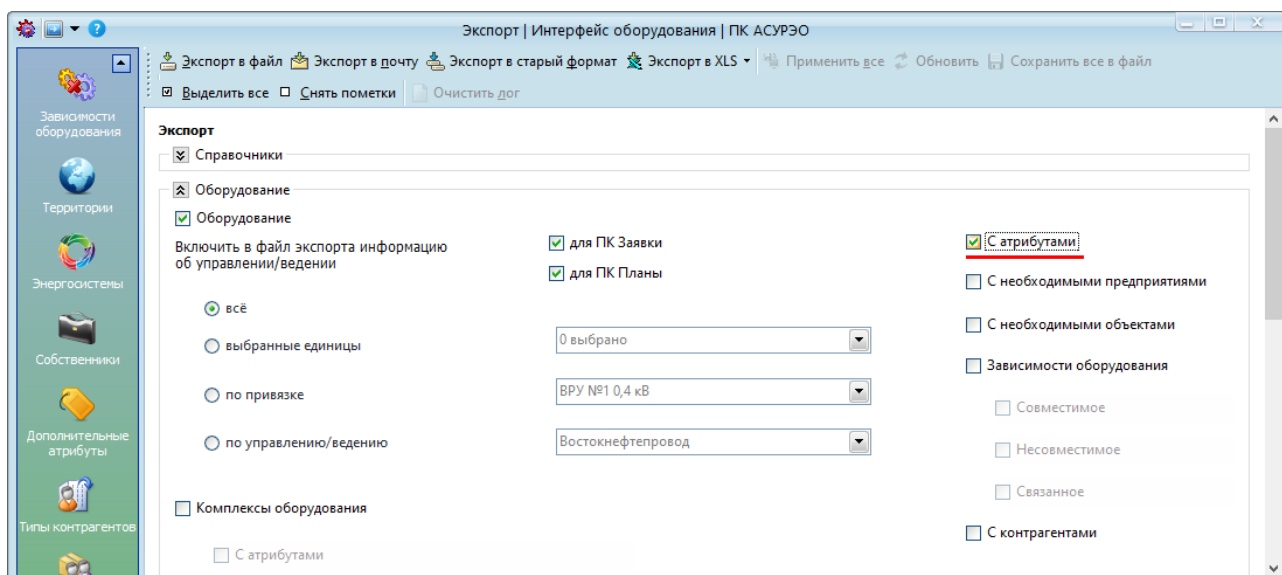 Экспорт | Интерфейс оборудования | ПК АСУРЭО
Экспорт в файл Экспорт в почту Экспорт в старый формат Экспорт в XLS Применить все Обновить Сохранить все в файл
Выделить все Снять пометки Очистить лог
Зависимости
оборудования
Территории
Энергосистемы
Собственники
Дополнительные
атрибуты
Типы контрагентов
Экспорт
Справочники
Оборудование
Оборудование
Включить в файл экспорта информацию
об управлении/ведении
для ПК Заявки
для ПК Планы
С атрибутами
С необходимыми предприятиями
всё
С необходимыми объектами
выбранные единицы
0 выбрано
Зависимости оборудования
по привязке
ВРУ №1 0,4 кВ
Совместимое
по управлению/ведению
Востокнефтепровод
Несовместимое
Связанное
Комплексы оборудования
С контрагентами
С атрибутами